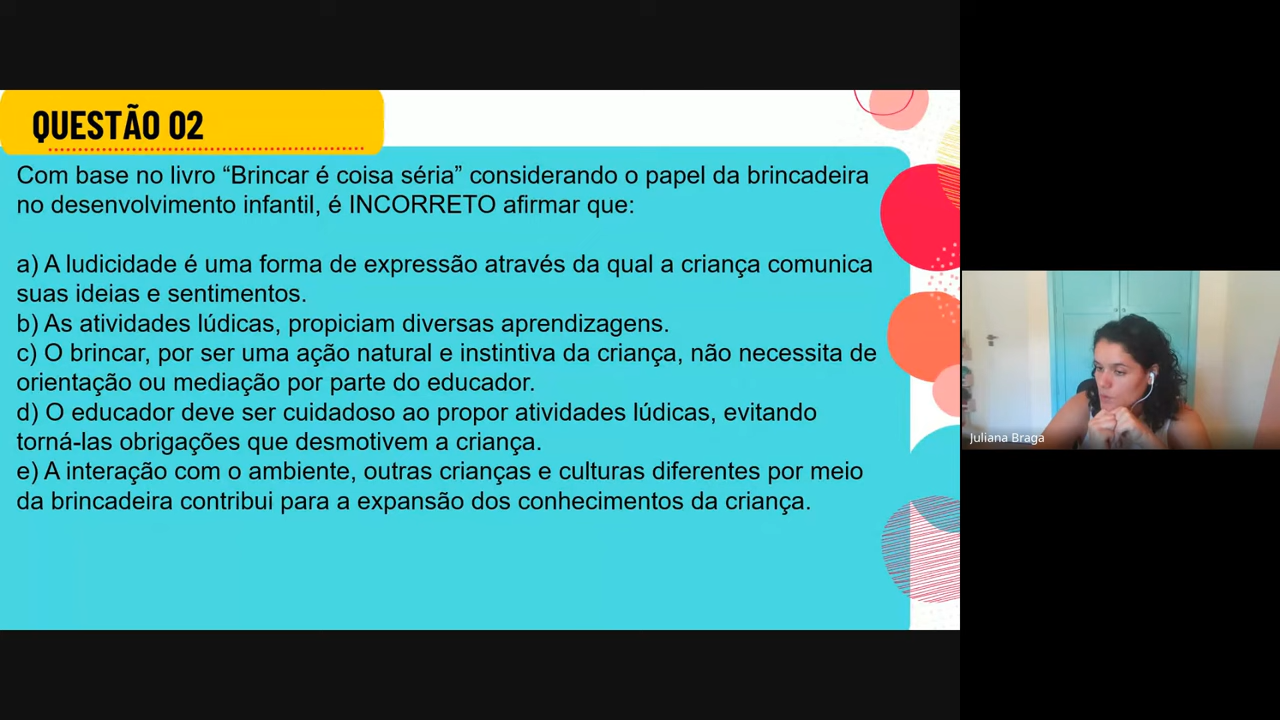 QUESTÃO 02
Com base no livro “Brincar é coisa séria” considerando o papel da brincadeira
no desenvolvimento infantil, é INCORRETO afirmar que:
a) A ludicidade é uma forma de expressão através da qual a criança comunica
suas ideias e sentimentos.
b) As atividades lúdicas, propiciam diversas aprendizagens.
c) O brincar, por ser uma ação natural e instintiva da criança, não necessita de
orientação ou mediação por parte do educador.
d) O educador deve ser cuidadoso ao propor atividades lúdicas, evitando
torná-las obrigações que desmotivem a criança.
e) A interação com o ambiente, outras crianças e culturas diferentes por meio
da brincadeira contribui para a expansão dos conhecimentos da criança.
Juliana Braga